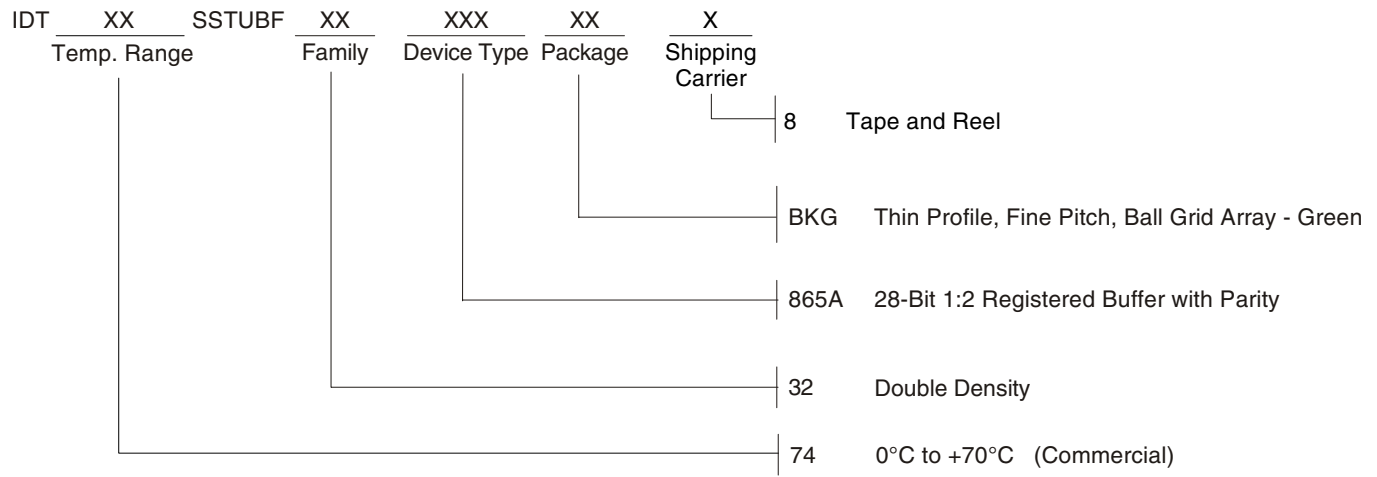 IDT XX SSTUBF XX XXX XX X
Temp. Range Family Device Type Package Shipping
Carrier
8 Tape and Reel
BKG Thin Profile, Fine Pitch, Ball Grid Array - Green
865A 28-Bit 1:2 Registered Buffer with Parity
32 Double Density
74 0°C to +70°C (Commercial)